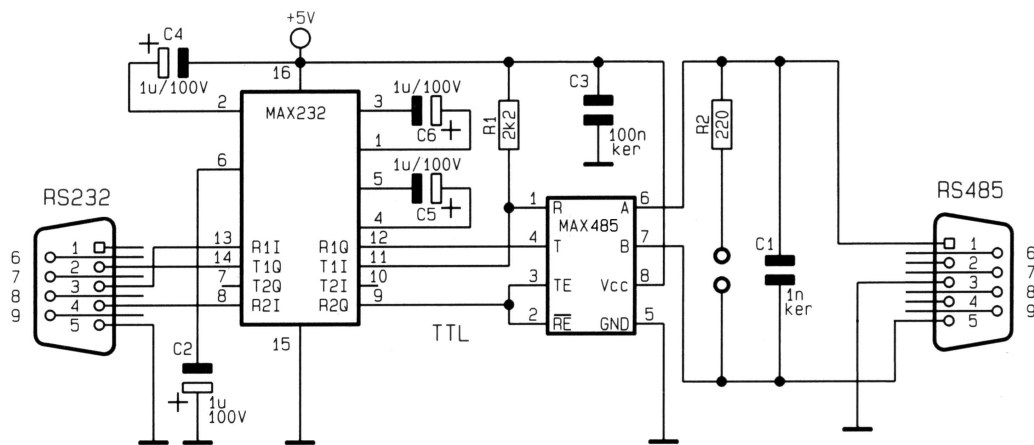 +5V
C4
+
1u/100V
16
2
MAX232
3
1u/100V
C6
+
1
6
5
1u/100V
C5
+
4
R1
2k2
C3
100n
ker
R2
220
RS232
RS485
1
6
2
7
3
8
4
9
5
13
R1I
14
T1Q
7
T2Q
8
R2I
R1Q
12
T1I
11
T2I
10
R2Q
9
15
C2
+
1u
100V
TTL
MAX485
1
R
4
T
3
TE
2
RE
A
6
B
7
Vcc
8
GND
5
C1
1n
ker
1
6
2
7
3
8
4
9
5